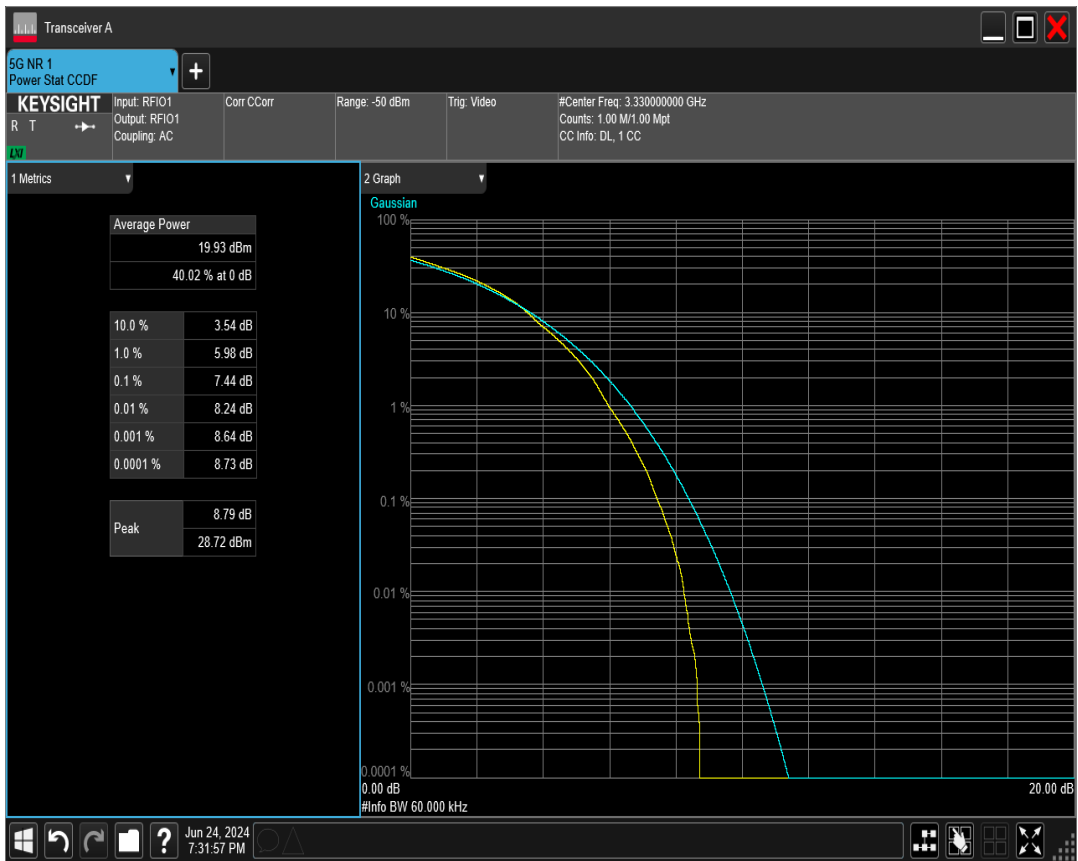 Transceiver A
5G NR 1
Power Stat CCDF
KEYSIGHT
R T
LXI
Input: RFIO1
Output: RFIO1
Coupling: AC
Corr CCorr
Range: -50 dBm
Trig: Video
#Center Freq: 3.330000000 GHz
Counts: 1.00 M/1.00 Mpt
CC Info: DL, 1 CC
1 Metrics
Average Power
19.93 dBm
40.02 % at 0 dB
10.0 % 3.54 dB
1.0 % 5.98 dB
0.1 % 7.44 dB
0.01 % 8.24 dB
0.001 % 8.64 dB
0.0001 % 8.73 dB
Peak 8.79 dB
28.72 dBm
2 Graph
Gaussian
100 %
10 %
1 %
0.1 %
0.01 %
0.001 %
0.0001 %
0.00 dB 20.00 dB
#Info BW 60.000 kHz
?
Jun 24, 2024
7:31:57 PM